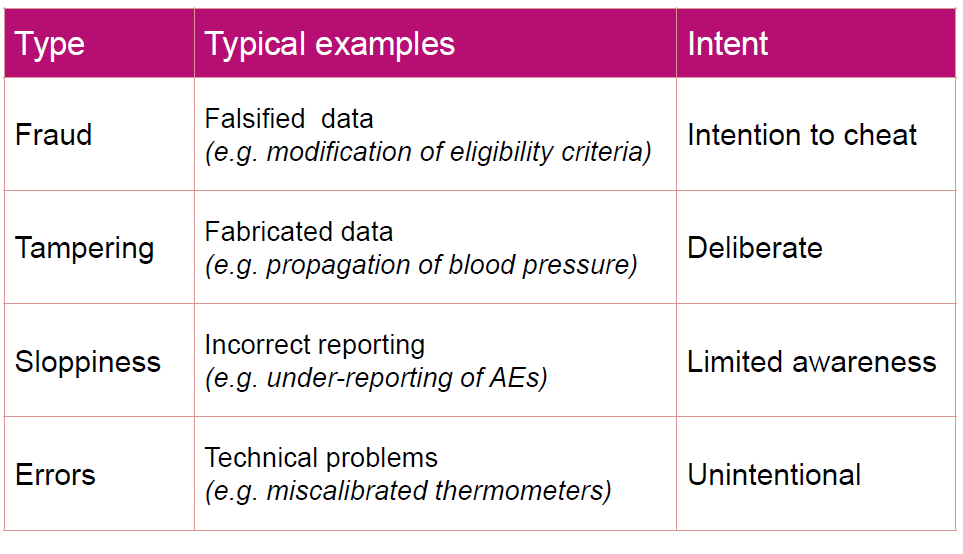 Type Typical examples Intent
Falsified data
Fraud (e.g. modification of eligibility criteria) Intention to cheat
Fabricated data
Tampering (e.g. propagation of blood pressure) Deliberate
Incorrect reporting
Sloppiness (e.g. under-reporting of AEs) Limited awareness
Technical problems
Errors (e.g. miscalibrated thermometers) Unintentional